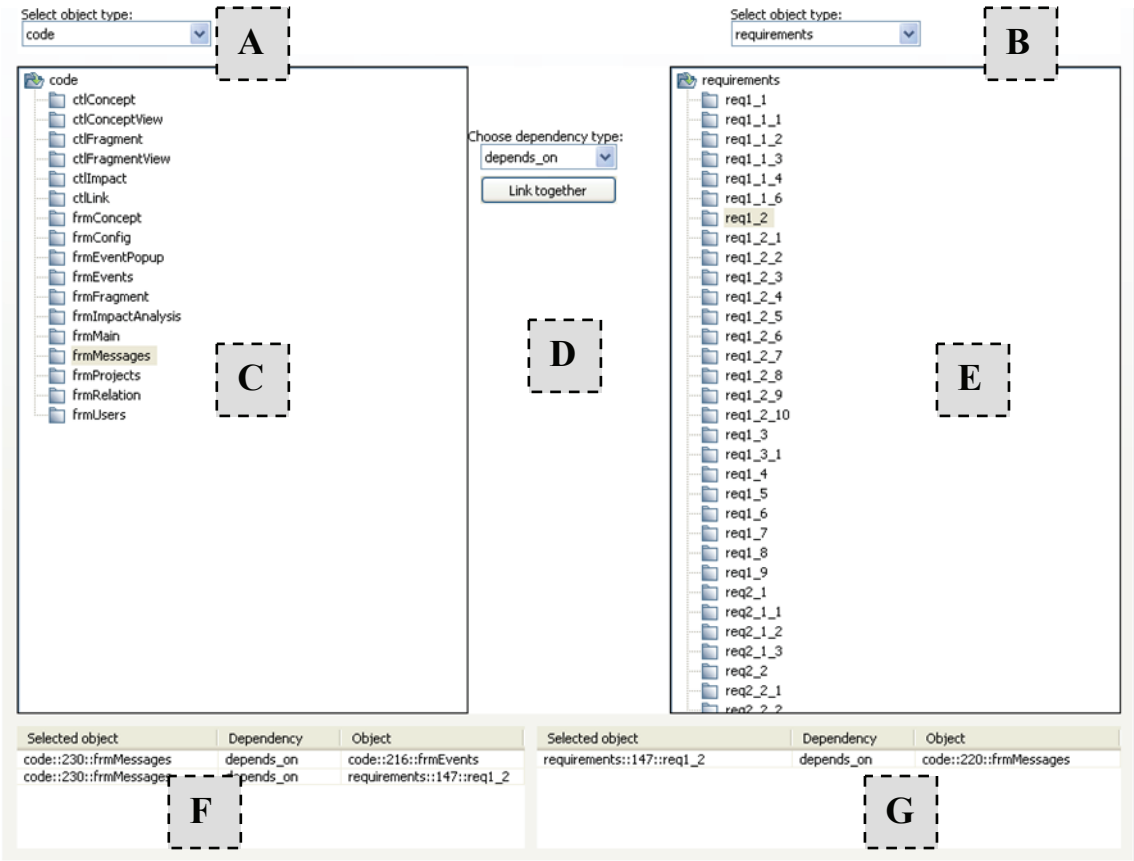 Select object type:
code
A
Select object type:
requirements
B
code
ctlConcept
ctlConceptView
ctlFragment
ctlFragmentView
ctlImpact
ctlLink
frmConcept
frmConfig
frmEventPopup
frmEvents
frmFragment
frmImpactAnalysis
frmMain
frmMessages
frmProjects
frmRelation
frmUsers
C
Choose dependency type:
depends_on
Link together
D
requirements
req1_1
req1_1_1
req1_1_2
req1_1_3
req1_1_4
req1_1_6
req1_2
req1_2_1
req1_2_2
req1_2_3
req1_2_4
req1_2_5
req1_2_6
req1_2_7
req1_2_8
req1_2_9
req1_2_10
req1_3
req1_3_1
req1_4
req1_5
req1_6
req1_7
req1_8
req1_9
req2_1
req2_1_1
req2_1_2
req2_1_3
req2_2
req2_2_1
req2_2_2
E
Selected object Dependency Object
code::230::frmMessages depends_on code::216::frmEvents
code::230::frmMessages depends_on requirements::147::req1_2
F
Selected object Dependency Object
requirements::147::req1_2 depends_on code::220::frmMessages
G